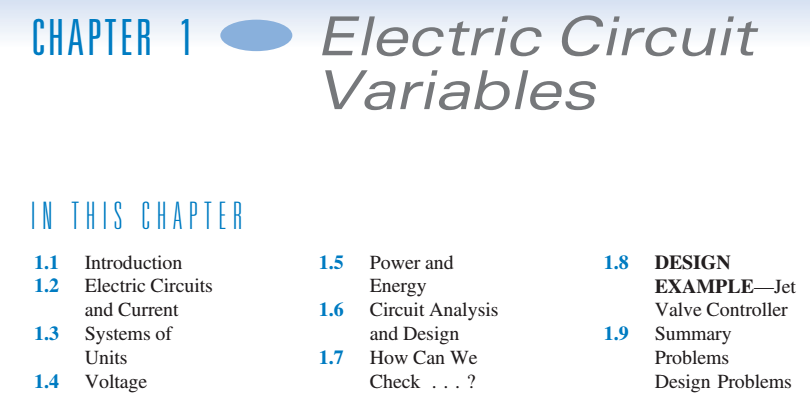 CHAPTER 1
Electric Circuit
Variables
IN THIS CHAPTER
1.1 Introduction
1.2 Electric Circuits
and Current
1.3 Systems of
Units
1.4 Voltage
1.5 Power and
Energy
1.6 Circuit Analysis
and Design
1.7 How Can We
Check . . . ?
1.8 DESIGN
EXAMPLE—Jet
Valve Controller
1.9 Summary
Problems
Design Problems